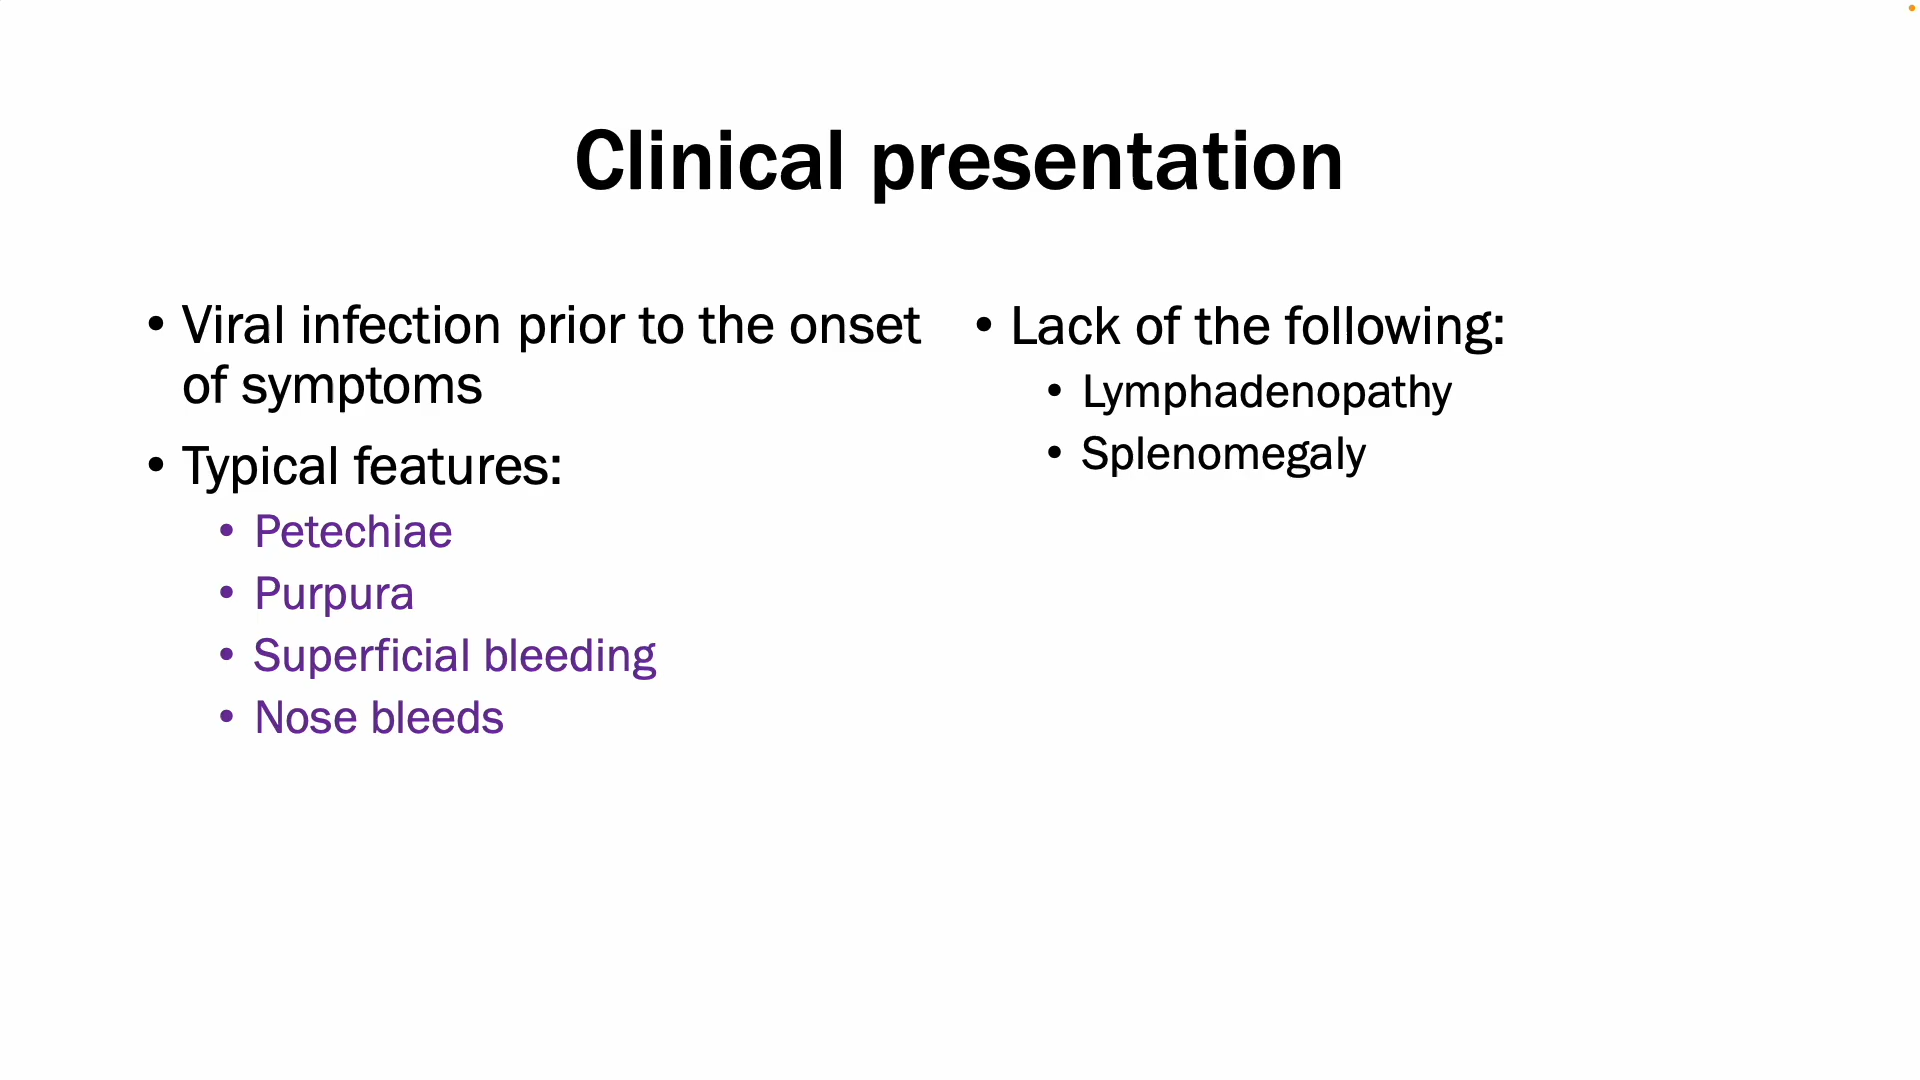 Clinical presentation
• Viral infection prior to the onset
of symptoms
• Typical features:
• Petechiae
• Purpura
• Superficial bleeding
• Nose bleeds
• Lack of the following:
• Lymphadenopathy
• Splenomegaly